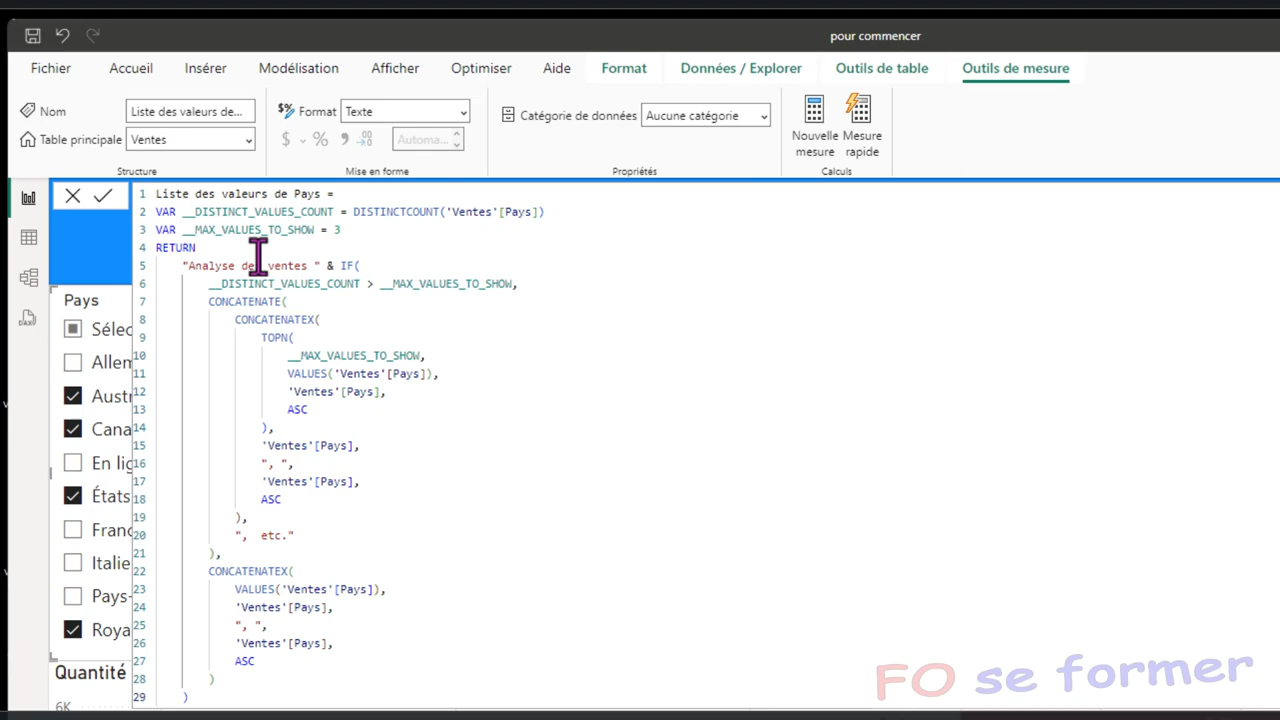 pour commencer
Fichier Accueil Insérer Modélisation Afficher Optimiser Aide Format Données / Explorer Outils de table Outils de mesure
Nom Liste des valeurs de...
Table principale Ventes
Structure
Format Texte
$ % Automa...
Mise en forme
Catégorie de données Aucune catégorie
Propriétés
Nouvelle mesure
Mesure rapide
Calculs
1 Liste des valeurs de Pays =
2 VAR __DISTINCT_VALUES_COUNT = DISTINCTCOUNT('Ventes'[Pays])
3 VAR __MAX_VALUES_TO_SHOW = 3
4 RETURN
5 "Analyse des ventes " & IF(
6 __DISTINCT_VALUES_COUNT > __MAX_VALUES_TO_SHOW,
7 CONCATENATE(
8 CONCATENATEX(
9 TOPN(
10 __MAX_VALUES_TO_SHOW,
11 VALUES('Ventes'[Pays]),
12 'Ventes'[Pays],
13 ASC
14 ),
15 'Ventes'[Pays],
16 ", ",
17 'Ventes'[Pays],
18 ASC
19 ),
20 ",  etc."
21 ),
22 CONCATENATEX(
23 VALUES('Ventes'[Pays]),
24 'Ventes'[Pays],
25 ", ",
26 'Ventes'[Pays],
27 ASC
28 )
29 )
Pays
Sélec
Allem
Austr
Cana
En lig
États
Franc
Italie
Pays-
Roya
Quantité
6K
FO se former